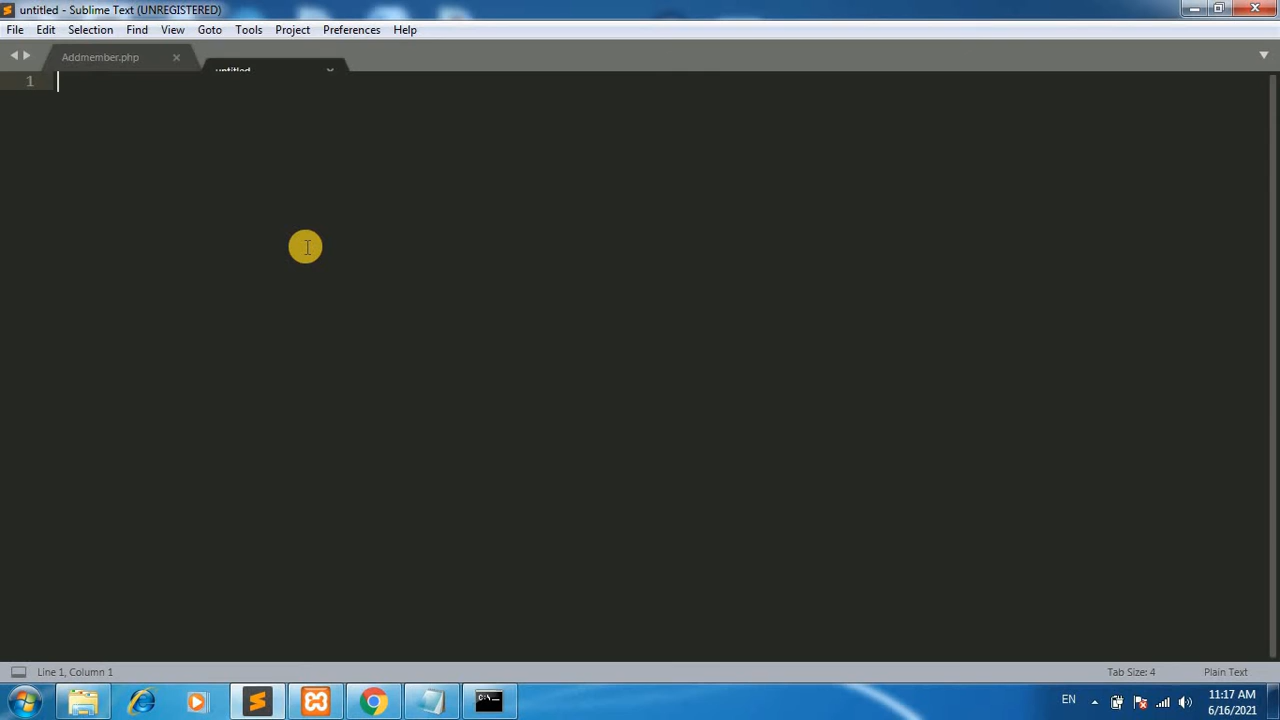 untitled - Sublime Text (UNREGISTERED)
File Edit Selection Find View Goto Tools Project Preferences Help
Addmember.php
untitled
1
Line 1, Column 1
Tab Size: 4
Plain Text
EN
11:17 AM
6/16/2021